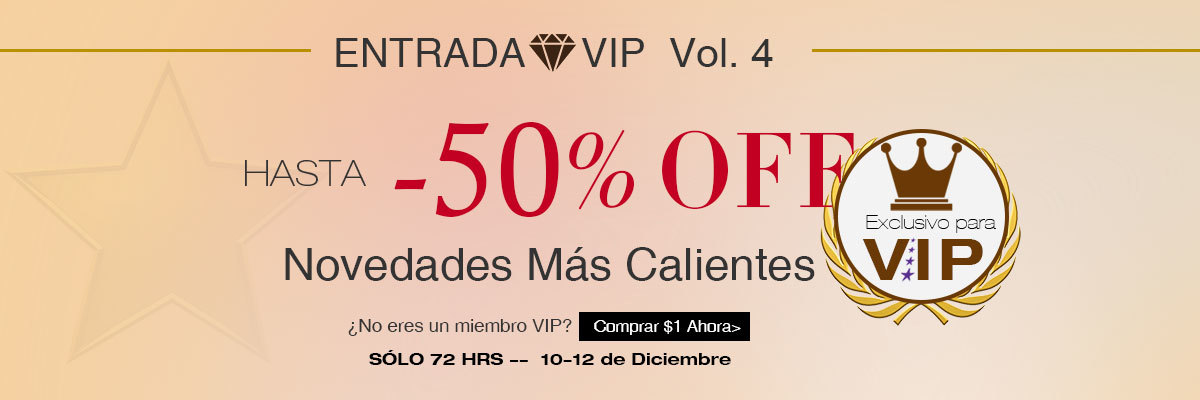 ENTRADA VIP Vol. 4
HASTA -50% OFF
Exclusivo para
VIP
Novedades Más Calientes
¿No eres un miembro VIP? Comprar $1 Ahora>
SÓLO 72 HRS -- 10-12 de Diciembre